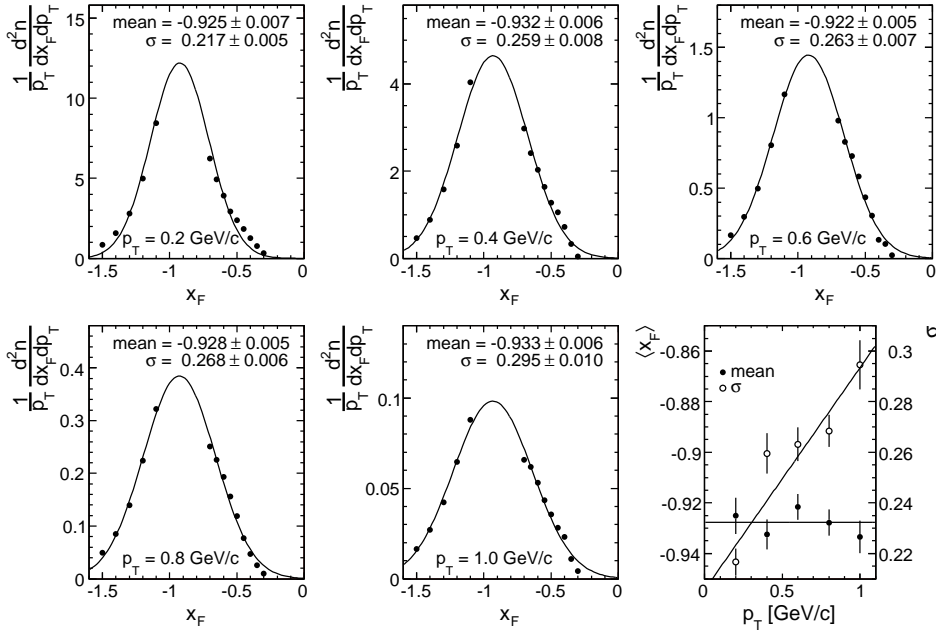 mean = -0.925 ± 0.007
σ = 0.217 ± 0.005
1/p_T d²n/dx_F dp_T
15
10
5
0
p_T = 0.2 GeV/c
-1.5 -1 -0.5 0
x_F
mean = -0.932 ± 0.006
σ = 0.259 ± 0.008
1/p_T d²n/dx_F dp_T
4
2
0
p_T = 0.4 GeV/c
-1.5 -1 -0.5 0
x_F
mean = -0.922 ± 0.005
σ = 0.263 ± 0.007
1/p_T d²n/dx_F dp_T
1.5
1
0.5
0
p_T = 0.6 GeV/c
-1.5 -1 -0.5 0
x_F
mean = -0.928 ± 0.005
σ = 0.268 ± 0.006
1/p_T d²n/dx_F dp_T
0.4
0.3
0.2
0.1
0
p_T = 0.8 GeV/c
-1.5 -1 -0.5 0
x_F
mean = -0.933 ± 0.006
σ = 0.295 ± 0.010
1/p_T d²n/dx_F dp_T
0.1
0.05
0
p_T = 1.0 GeV/c
-1.5 -1 -0.5 0
x_F
⟨x_F⟩
σ
-0.86
-0.88
-0.9
-0.92
-0.94
mean
σ
0.3
0.28
0.26
0.24
0.22
0 0.5 1
p_T [GeV/c]